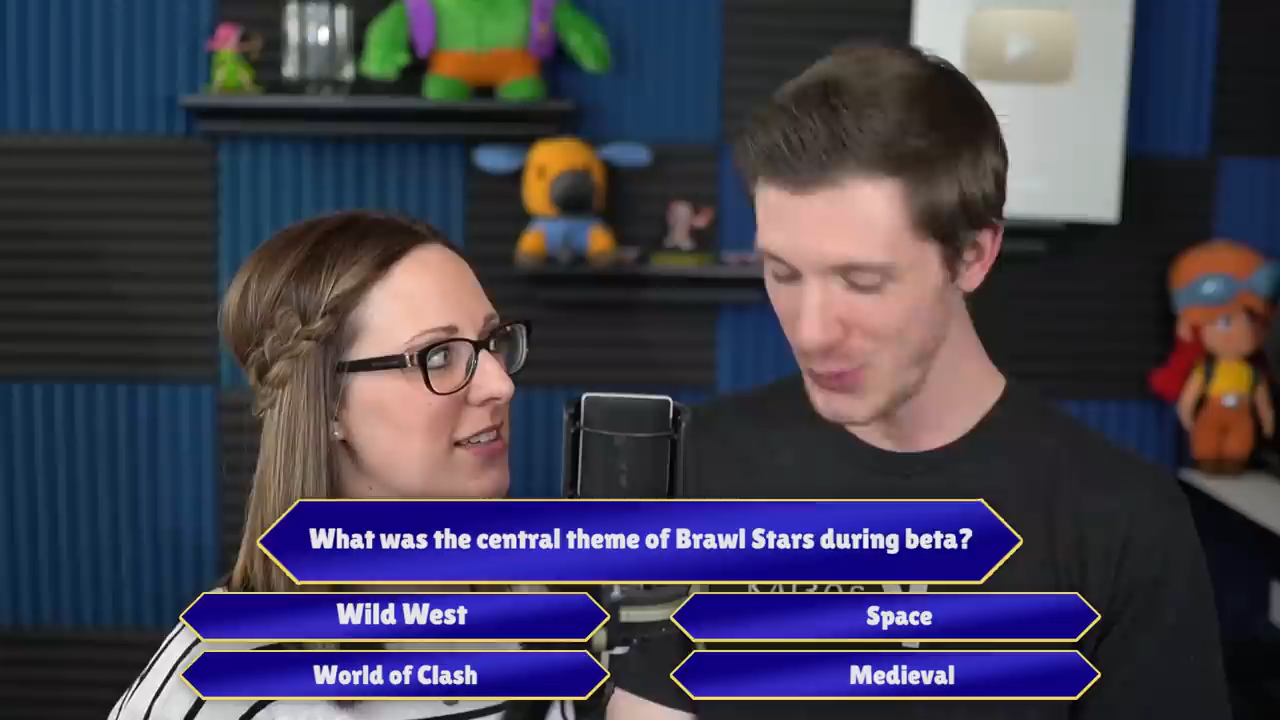 What was the central theme of Brawl Stars during beta?
Wild West
Space
World of Clash
Medieval